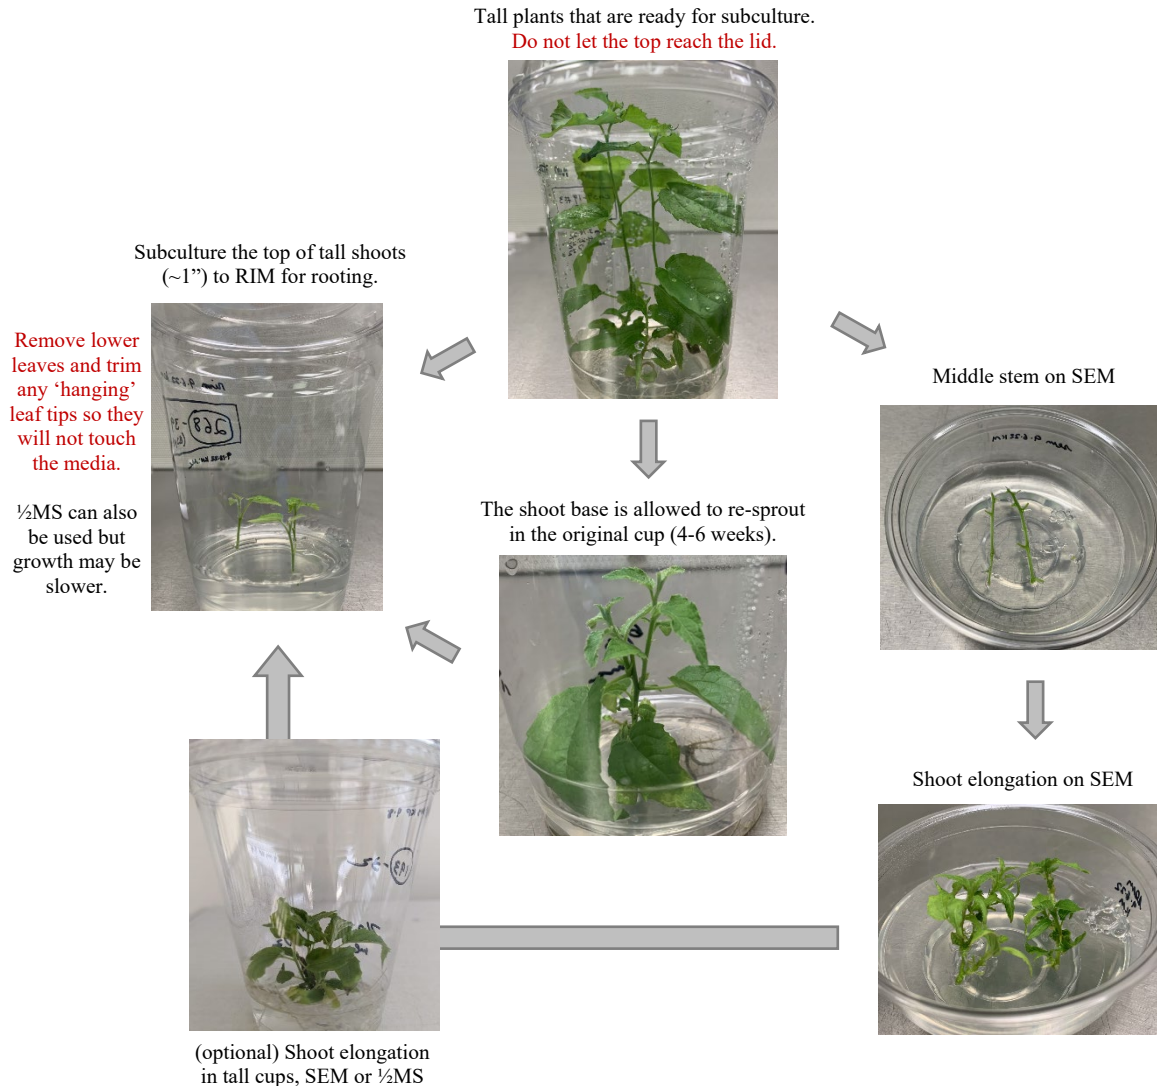 Tall plants that are ready for subculture.
Do not let the top reach the lid.
Subculture the top of tall shoots
(~1”) to RIM for rooting.
Remove lower
leaves and trim
any ‘hanging’
leaf tips so they
will not touch
the media.
½MS can also
be used but
growth may be
slower.
Middle stem on SEM
The shoot base is allowed to re-sprout
in the original cup (4-6 weeks).
Shoot elongation on SEM
(optional) Shoot elongation
in tall cups, SEM or ½MS
268
193